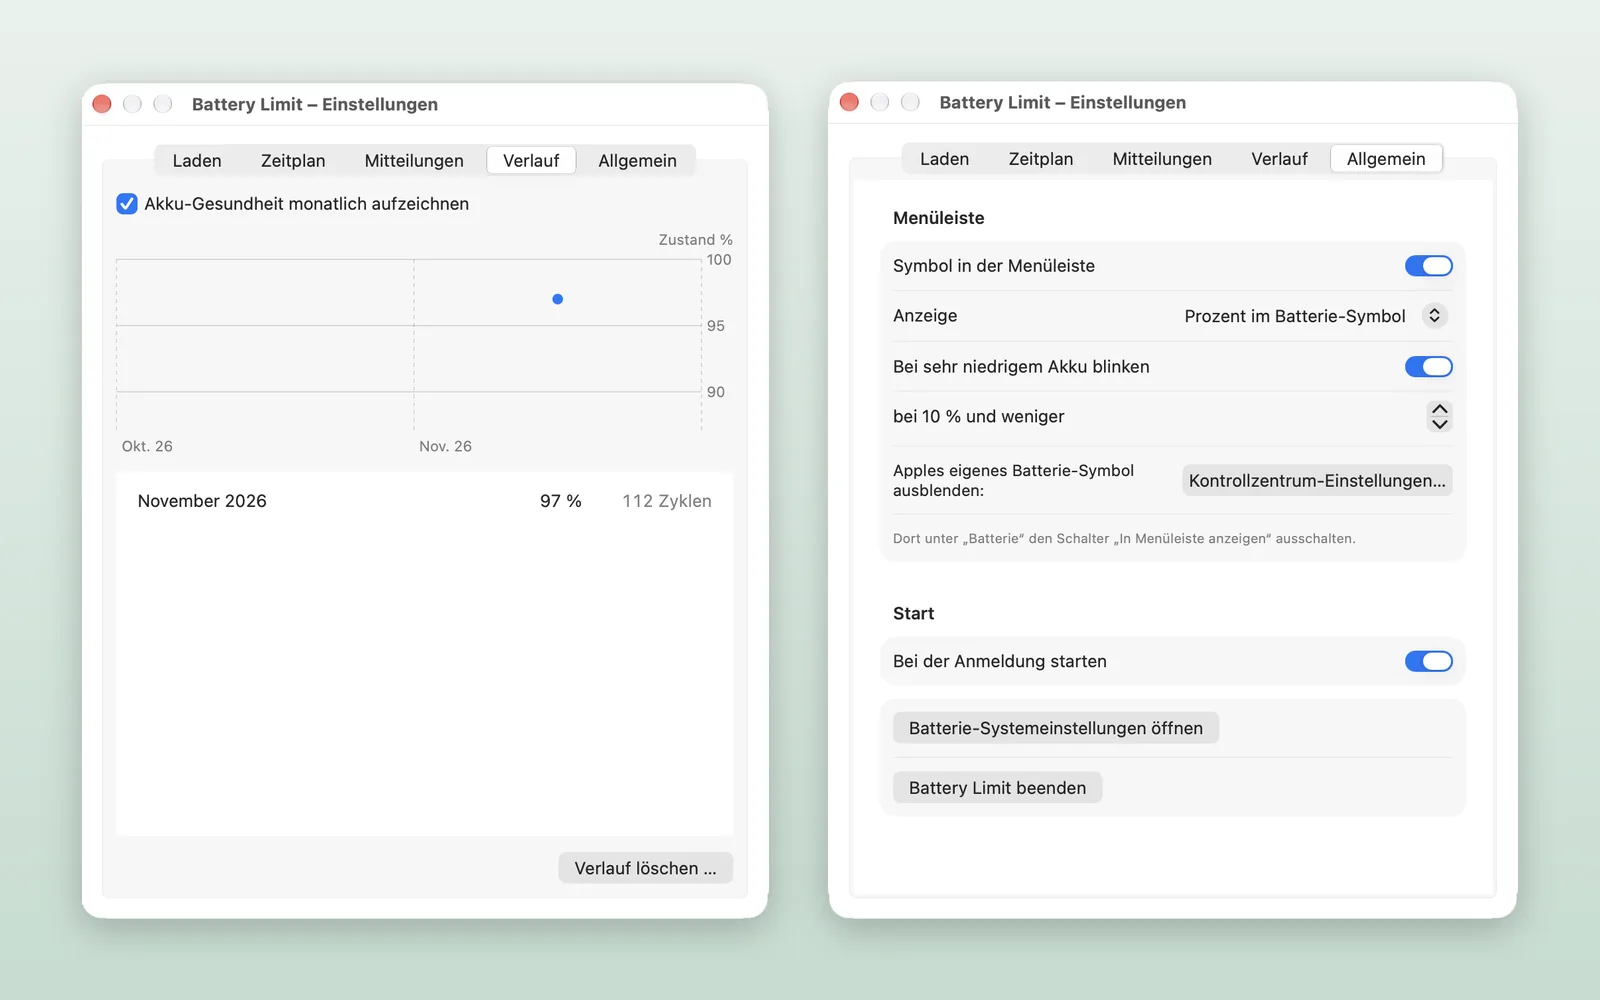 Battery Limit – Einstellungen
Laden
Zeitplan
Mitteilungen
Verlauf
Allgemein
Akku-Gesundheit monatlich aufzeichnen
Zustand %
100
95
90
Okt. 26
Nov. 26
November 2026
97 %
112 Zyklen
Verlauf löschen ...
Battery Limit – Einstellungen
Laden
Zeitplan
Mitteilungen
Verlauf
Allgemein
Menüleiste
Symbol in der Menüleiste
Anzeige
Prozent im Batterie-Symbol
Bei sehr niedrigem Akku blinken
bei 10 % und weniger
Apples eigenes Batterie-Symbol
ausblenden:
Kontrollzentrum-Einstellungen...
Dort unter „Batterie“ den Schalter „In Menüleiste anzeigen“ ausschalten.
Start
Bei der Anmeldung starten
Batterie-Systemeinstellungen öffnen
Battery Limit beenden